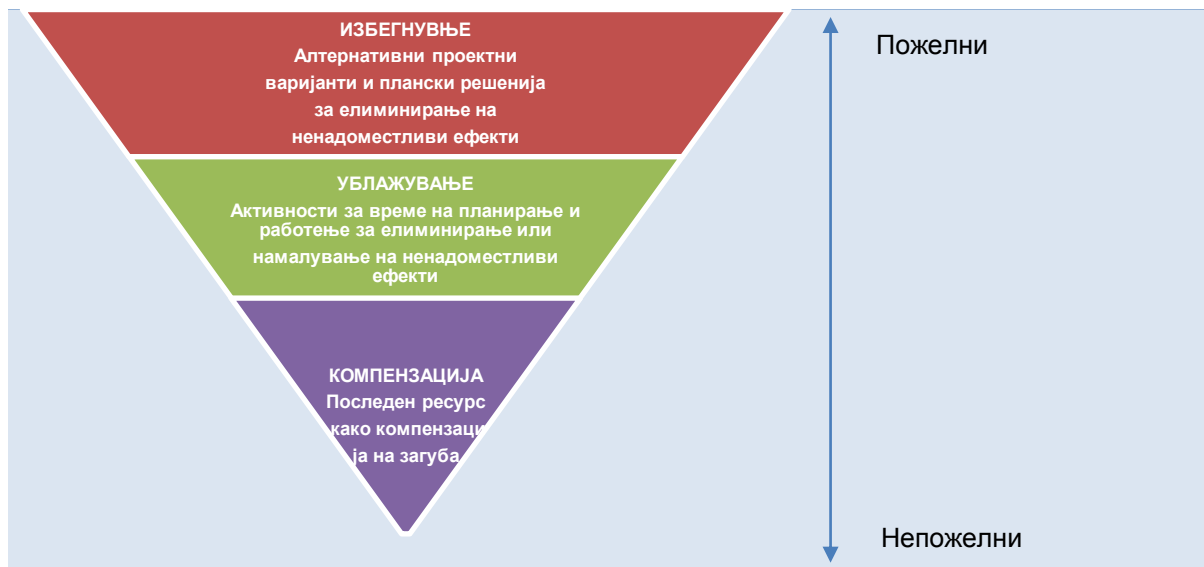 ИЗБЕГНУВЊЕ
Алтернативни проектни
варијанти и плански решенија
за елиминирање на
ненадоместливи ефекти
УБЛАЖУВАЊЕ
Активности за време на планирање и
работење за елиминирање или
намалување на ненадоместливи
ефекти
КОМПЕНЗАЦИЈА
Последен ресурс
како компензаци
ја на загуба
Пожелни
Непожелни